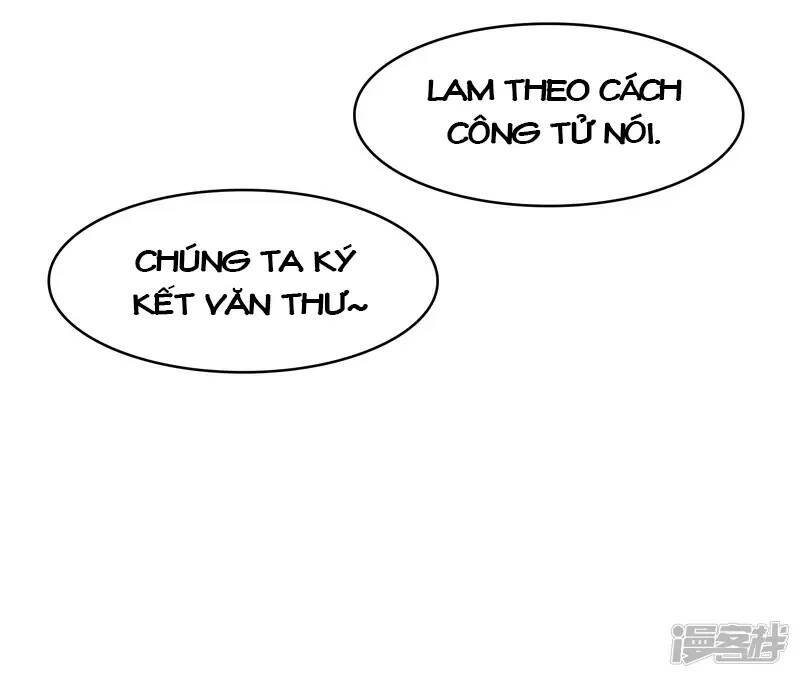 LAM THEO CÁCH
CÔNG TỬ NÓI.
CHÚNG TA KÝ
KẾT VĂN THƯ~
漫客栈